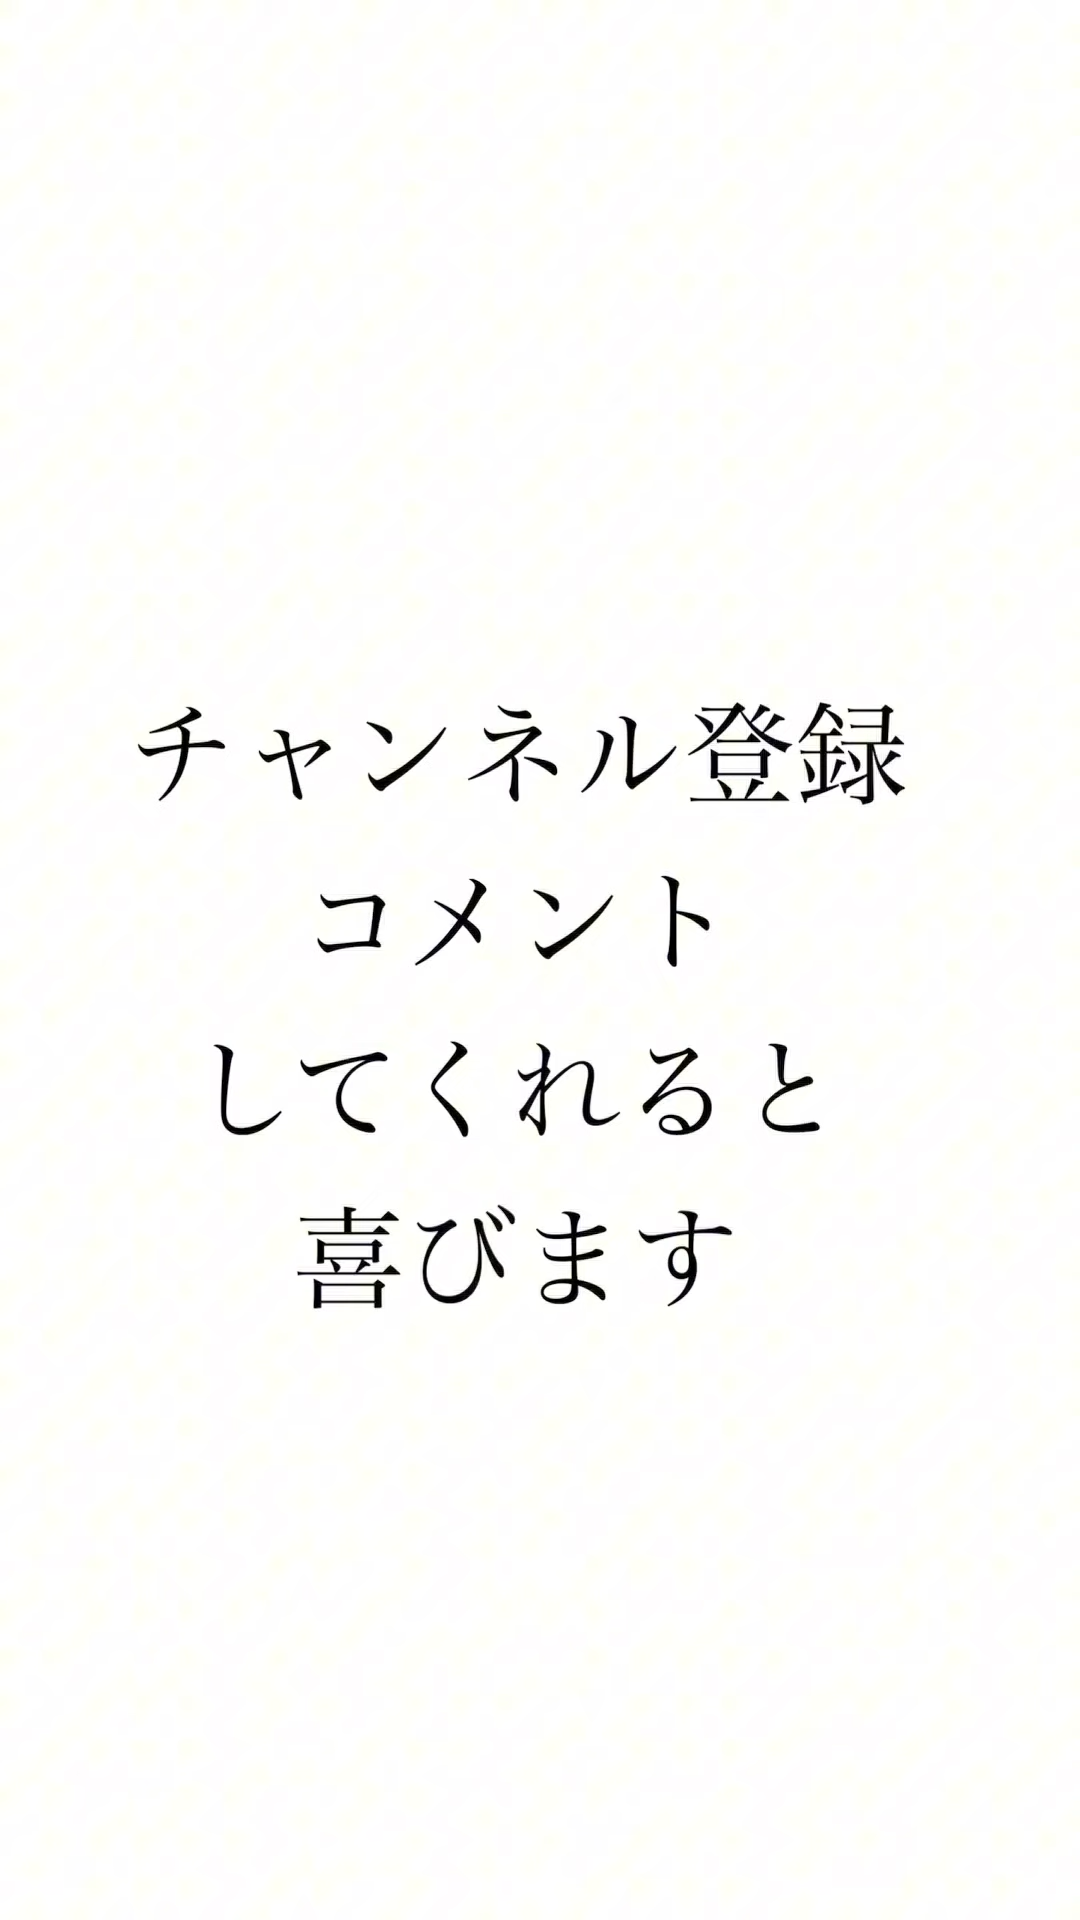 チャンネル登録
コメント
してくれると
喜びます